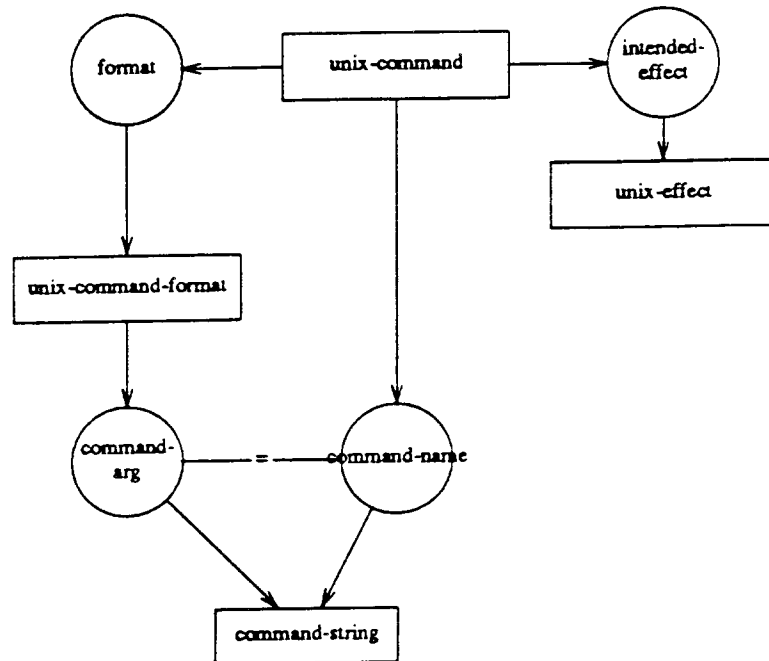 format
unix-command
intended-
effect
unix-effect
unix-command-format
command-
arg
=
command-name
command-string